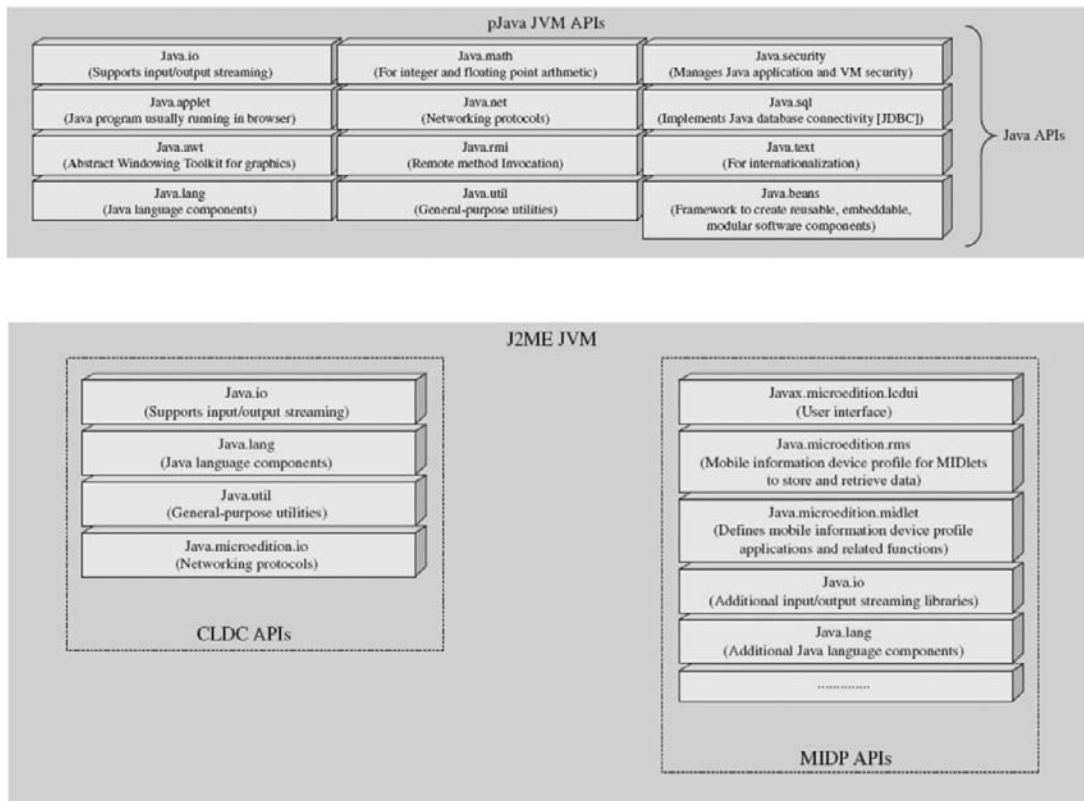 pJava JVM APIs
Java.io
(Supports input/output streaming)
Java.math
(For integer and floating point arthmetic)
Java.security
(Manages Java application and VM security)
Java.applet
(Java program usually running in browser)
Java.net
(Networking protocols)
Java.sql
(Implements Java database connectivity [JDBC])
Java.awt
(Abstract Windowing Toolkit for graphics)
Java.rmi
(Remote method Invocation)
Java.text
(For internationalization)
Java.lang
(Java language components)
Java.util
(General-purpose utilities)
Java.beans
(Framework to create reusable, embeddable,
modular software components)
Java APIs
J2ME JVM
Java.io
(Supports input/output streaming)
Java.lang
(Java language components)
Java.util
(General-purpose utilities)
Java.microedition.io
(Networking protocols)
CLDC APIs
Javax.microedition.lcdui
(User interface)
Java.microedition.rms
(Mobile information device profile for MIDlets
to store and retrieve data)
Java.microedition.midlet
(Defines mobile information device profile
applications and related functions)
Java.io
(Additional input/output streaming libraries)
Java.lang
(Additional Java language components)
..............
MIDP APIs